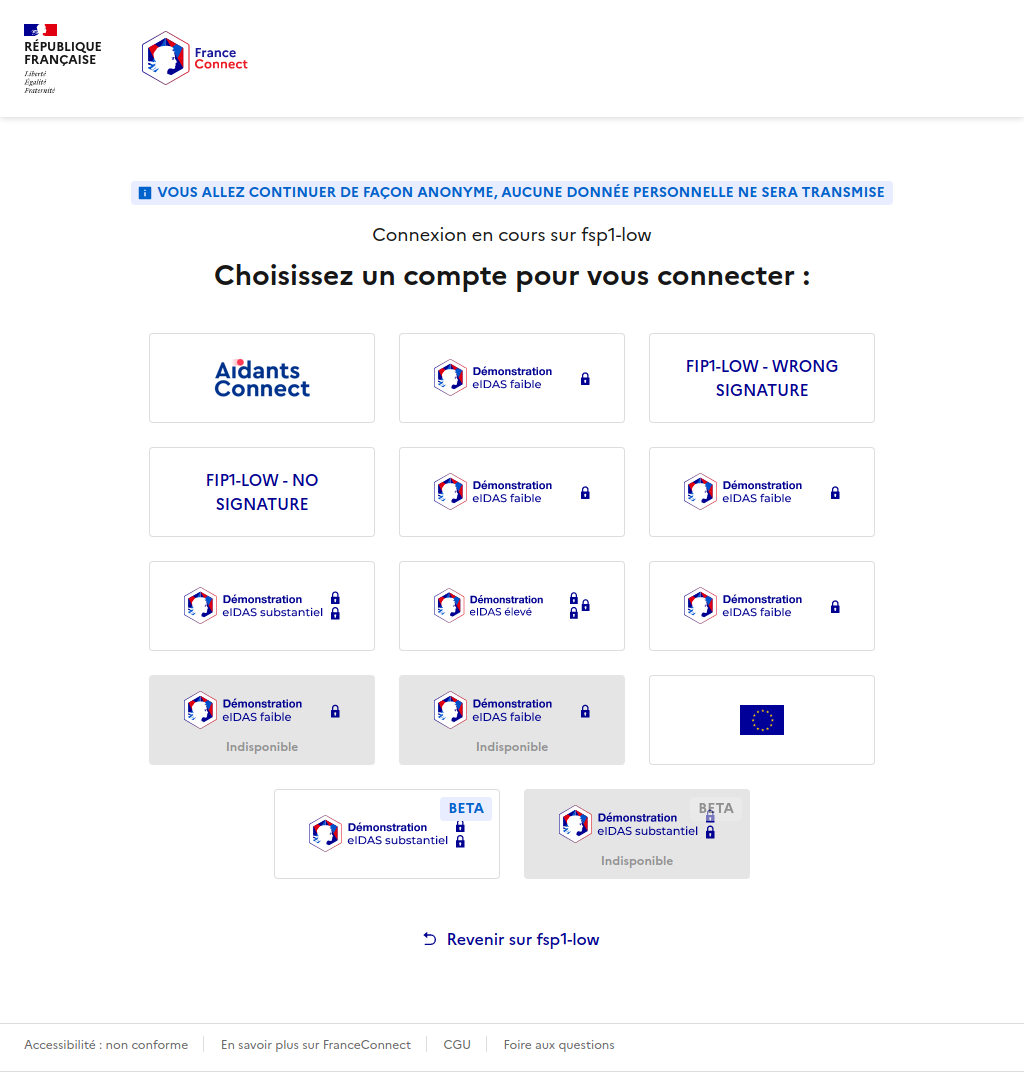 RÉPUBLIQUE
FRANÇAISE
Liberté
Égalité
Fraternité
France
Connect
VOUS ALLEZ CONTINUER DE FAÇON ANONYME, AUCUNE DONNÉE PERSONNELLE NE SERA TRANSMISE
Connexion en cours sur fsp1-low
Choisissez un compte pour vous connecter :
Aidants
Connect
Démonstration
eIDAS faible
FIP1-LOW - WRONG
SIGNATURE
FIP1-LOW - NO
SIGNATURE
Démonstration
eIDAS faible
Démonstration
eIDAS faible
Démonstration
eIDAS substantiel
Démonstration
eIDAS élevé
Démonstration
eIDAS faible
Démonstration
eIDAS faible
Indisponible
Démonstration
eIDAS faible
Indisponible
BETA
Démonstration
eIDAS substantiel
BETA
Démonstration
eIDAS substantiel
Indisponible
Revenir sur fsp1-low
Accessibilité : non conforme
En savoir plus sur FranceConnect
CGU
Foire aux questions